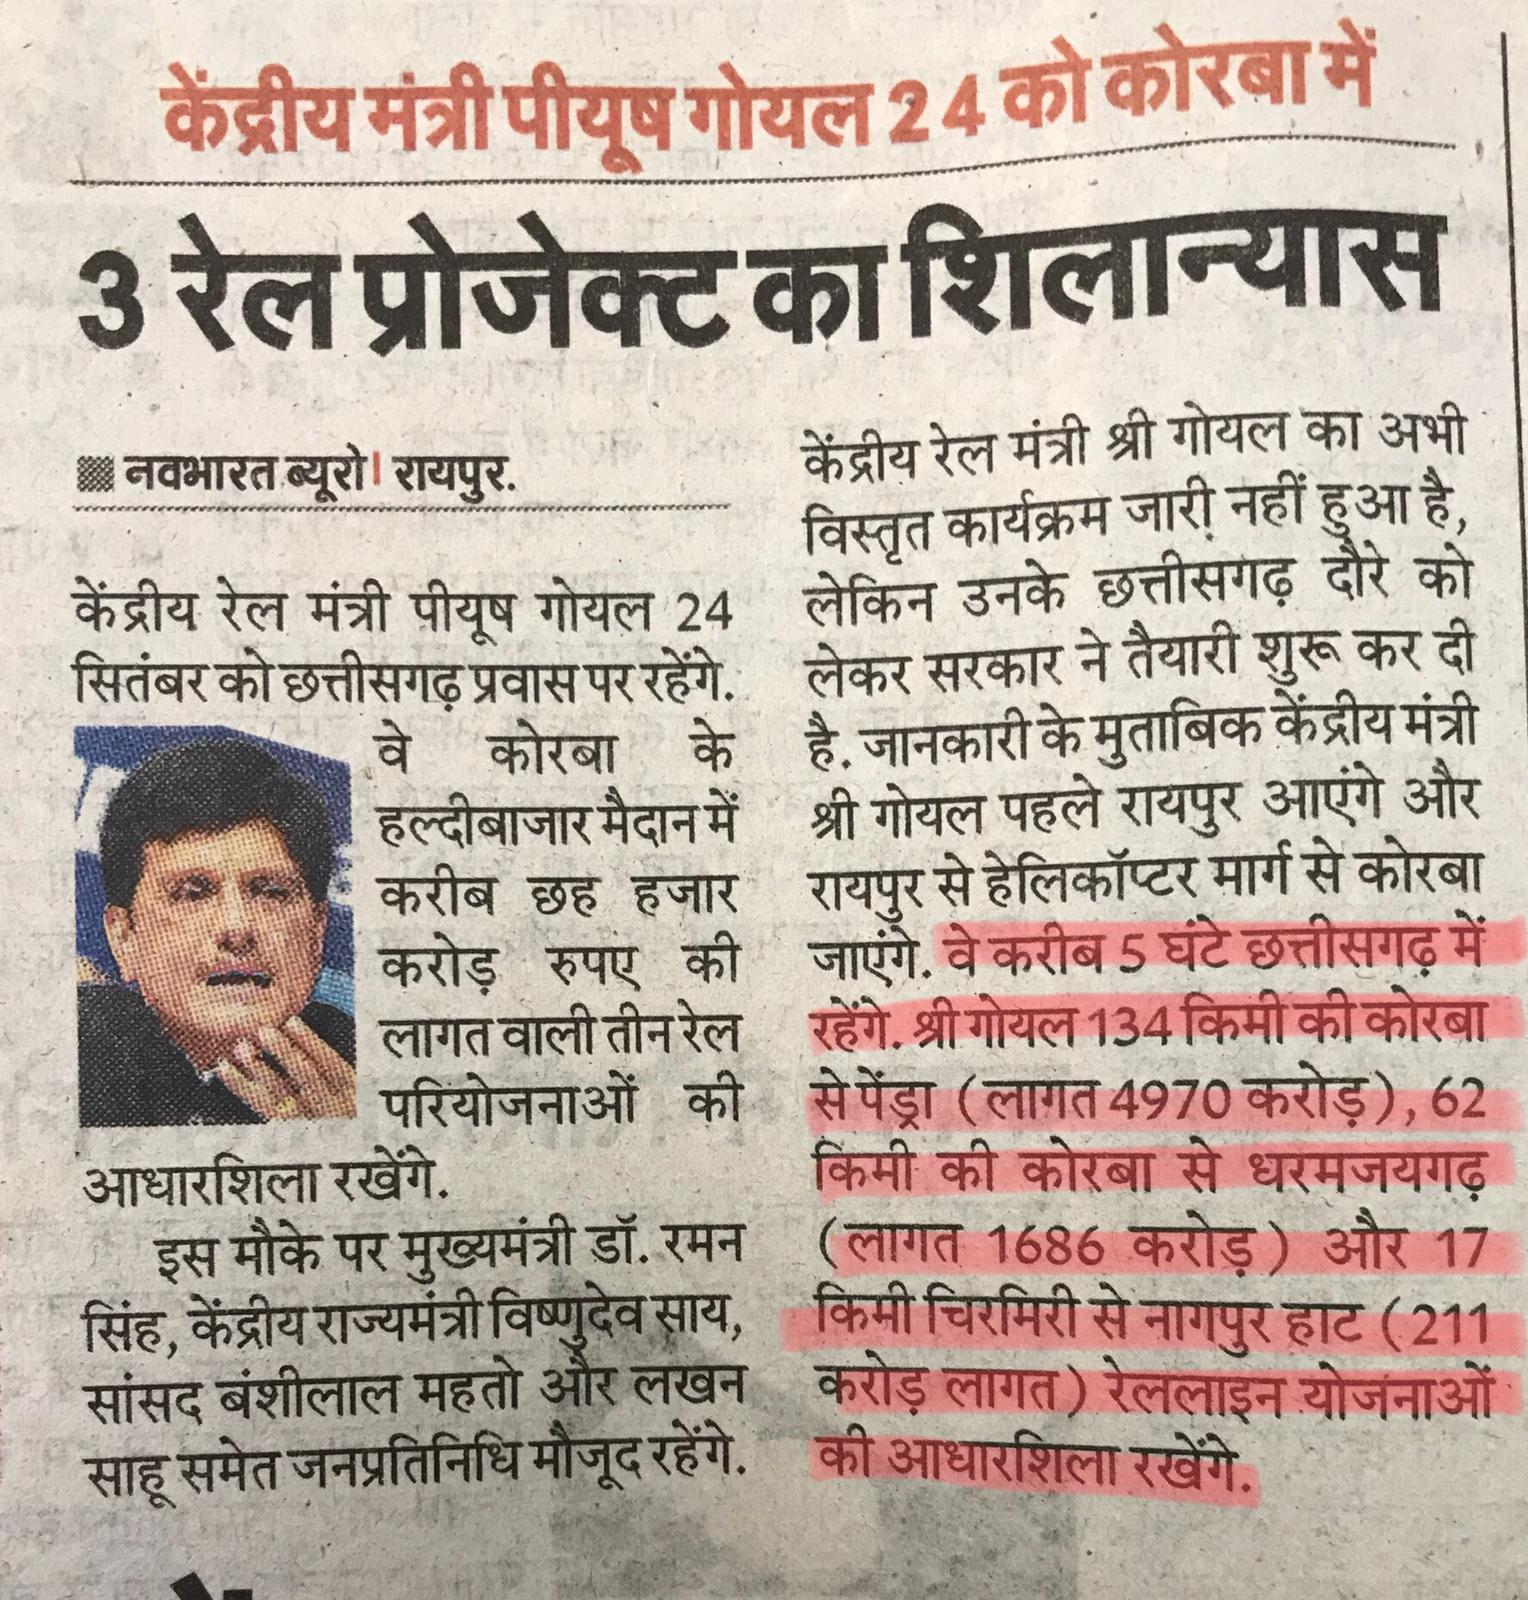 केंद्रीय मंत्री पीयूष गोयल 24 को कोरबा में
3 रेल प्रोजेक्ट का शिलान्यास
नवभारत ब्यूरो। रायपुर.
केंद्रीय रेल मंत्री पीयूष गोयल 24
सितंबर को छत्तीसगढ़ प्रवास पर रहेंगे.
वे कोरबा के
हल्दीबाजार मैदान में
करीब छह हजार
करोड़ रुपए की
लागत वाली तीन रेल
परियोजनाओं की
आधारशिला रखेंगे.
इस मौके पर मुख्यमंत्री डॉ. रमन
सिंह, केंद्रीय राज्यमंत्री विष्णुदेव साय,
सांसद बंशीलाल महतो और लखन
साहू समेत जनप्रतिनिधि मौजूद रहेंगे.
केंद्रीय रेल मंत्री श्री गोयल का अभी
विस्तृत कार्यक्रम जारी नहीं हुआ है,
लेकिन उनके छत्तीसगढ़ दौरे को
लेकर सरकार ने तैयारी शुरू कर दी
है. जानकारी के मुताबिक केंद्रीय मंत्री
श्री गोयल पहले रायपुर आएंगे और
रायपुर से हेलिकॉप्टर मार्ग से कोरबा
जाएंगे. वे करीब 5 घंटे छत्तीसगढ़ में
रहेंगे. श्री गोयल 134 किमी की कोरबा
से पेंड्रा (लागत 4970 करोड़), 62
किमी की कोरबा से धरमजयगढ़
(लागत 1686 करोड़) और 17
किमी चिरमिरी से नागपुर हाट (211
करोड़ लागत) रेललाइन योजनाओं
की आधारशिला रखेंगे.